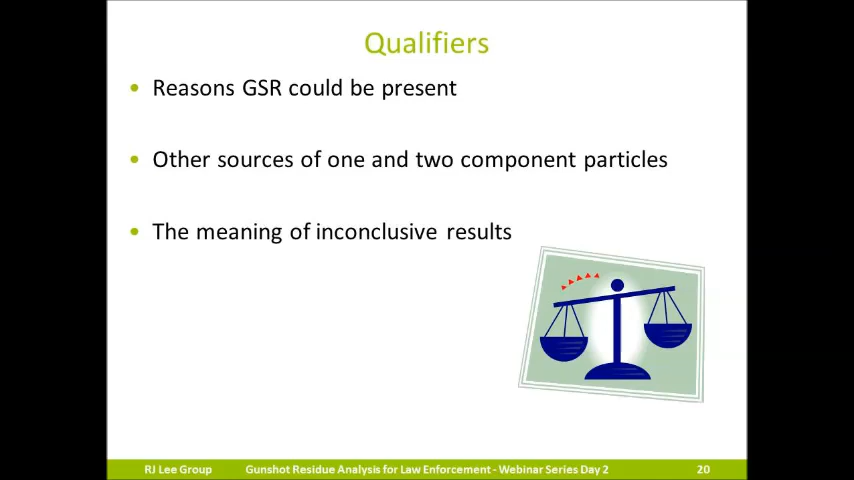 Qualifiers
• Reasons GSR could be present
• Other sources of one and two component particles
• The meaning of inconclusive results
RJ Lee Group Gunshot Residue Analysis for Law Enforcement - Webinar Series Day 2 20